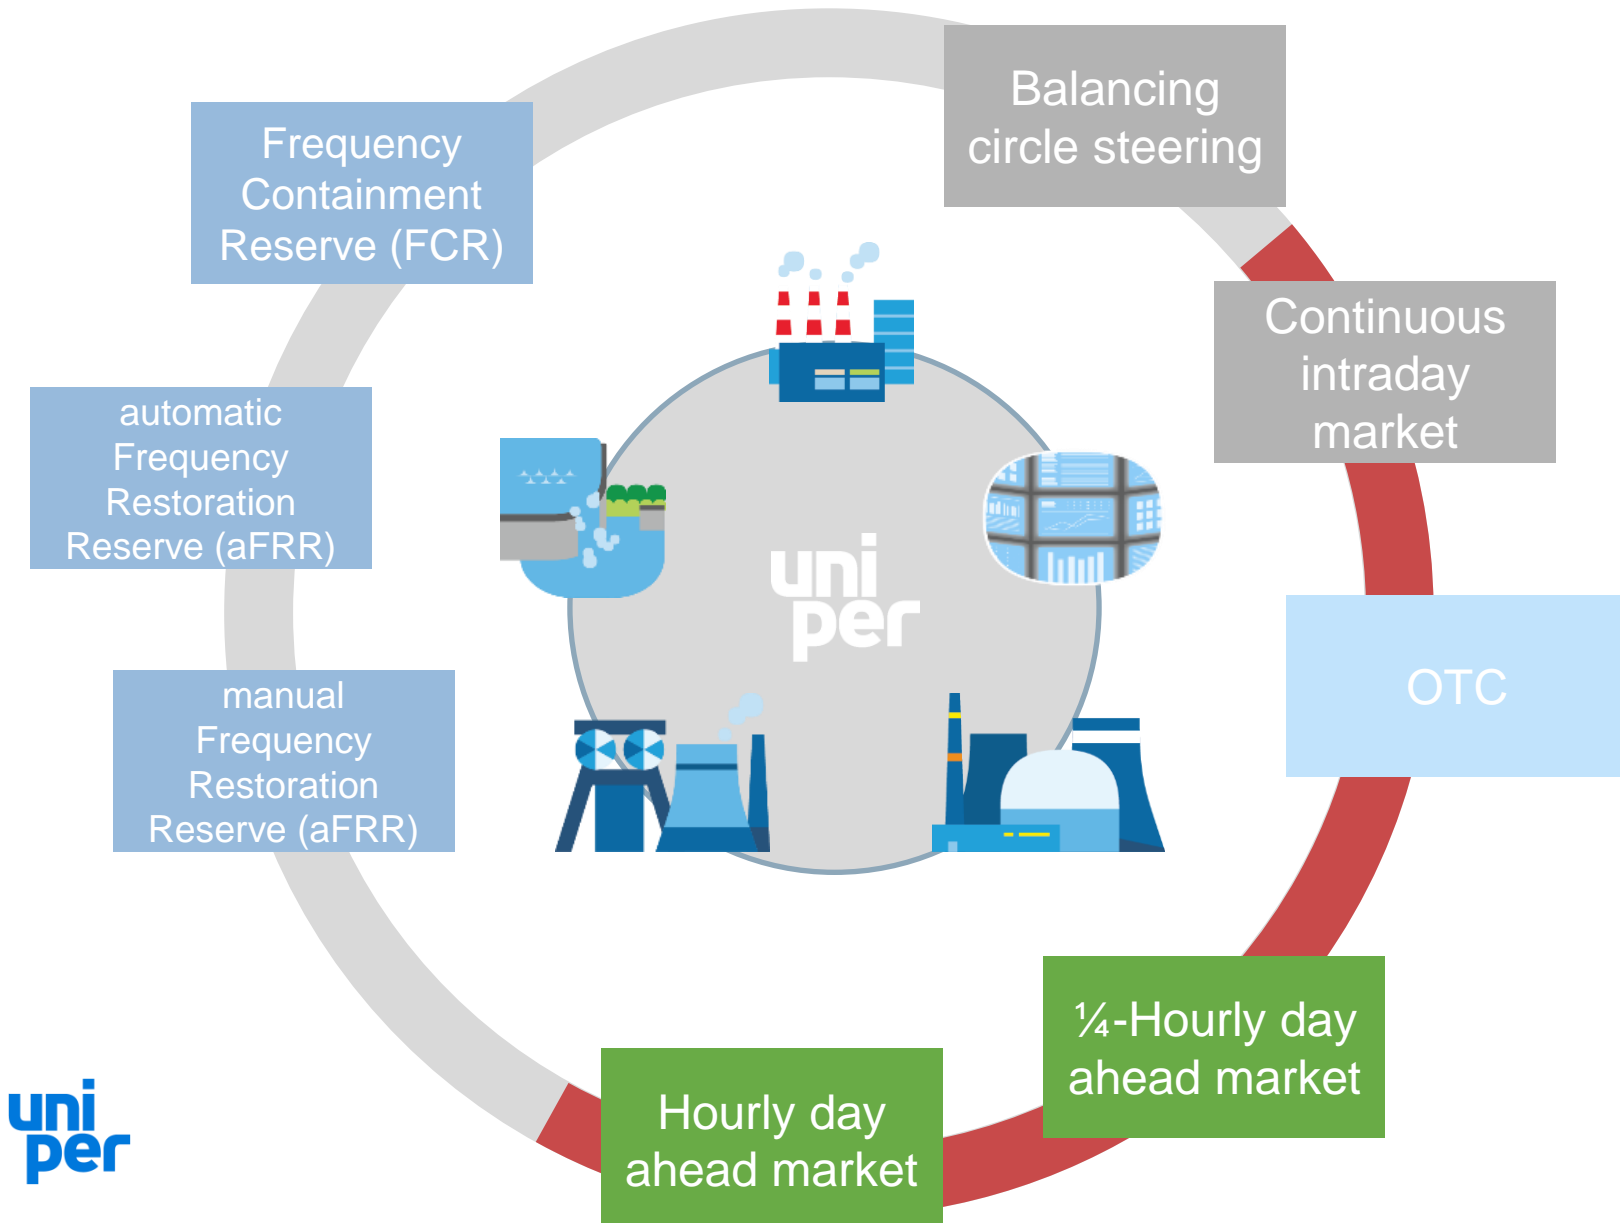 Balancing
circle steering
Frequency
Containment
Reserve (FCR)
Continuous
intraday
market
automatic
Frequency
Restoration
Reserve (aFRR)
uni
per
OTC
manual
Frequency
Restoration
Reserve (aFRR)
¼-Hourly day
ahead market
Hourly day
ahead market
uni
per